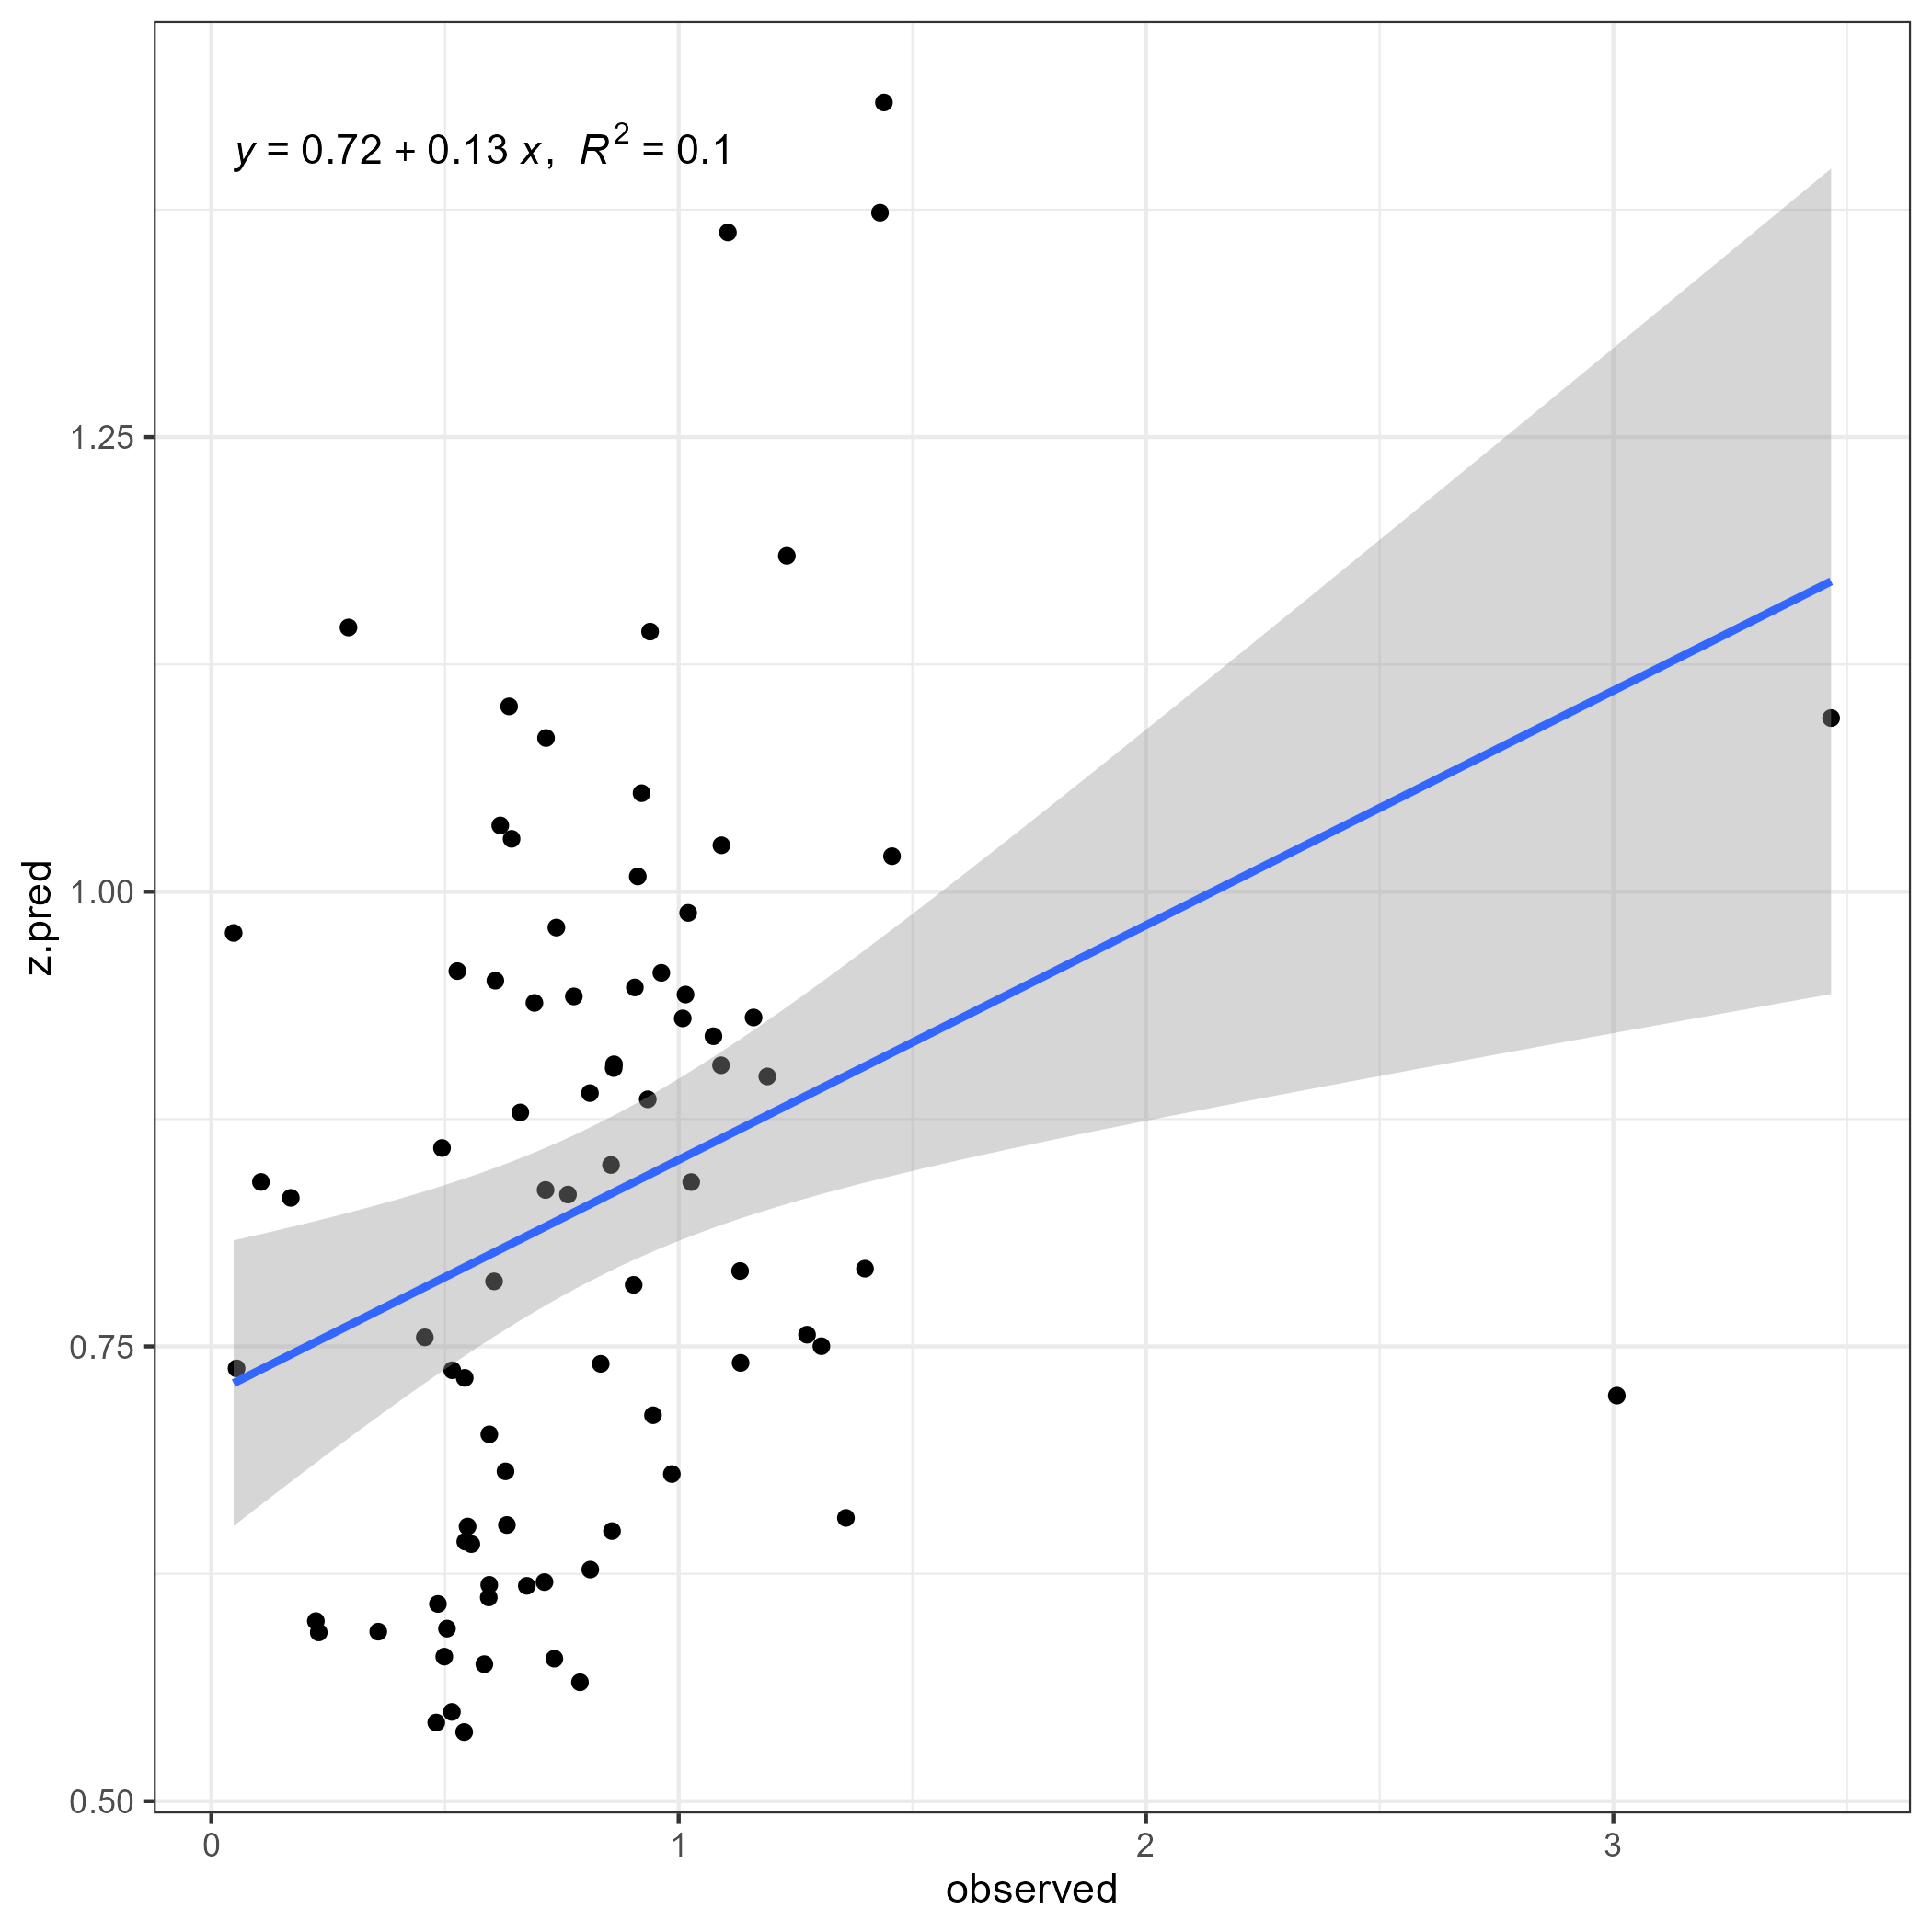 y = 0.72 + 0.13 x, R² = 0.1
1.25
1.00
0.75
0.50
z.pred
0 1 2 3
observed